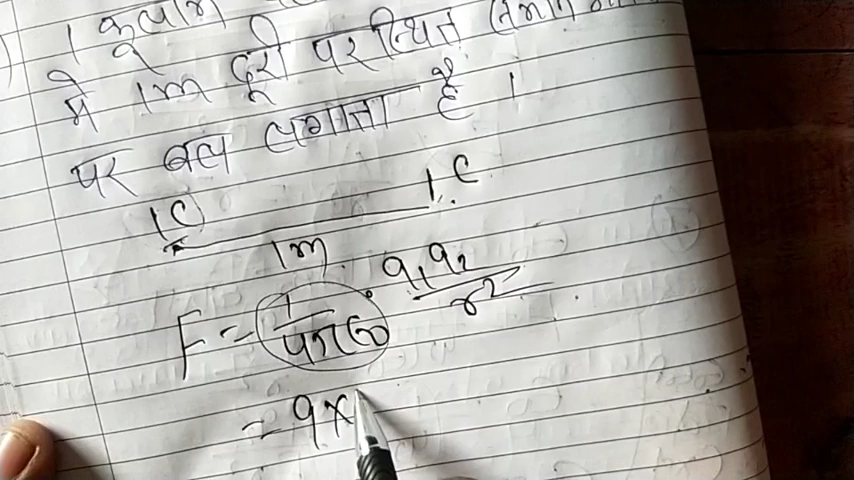 1 कूलाम
मे 1m दूरी पर स्थित
पर बल लगाता है ।
1C 1C
1m
F = 1/4πε0 . q1q2/r2
= 9×